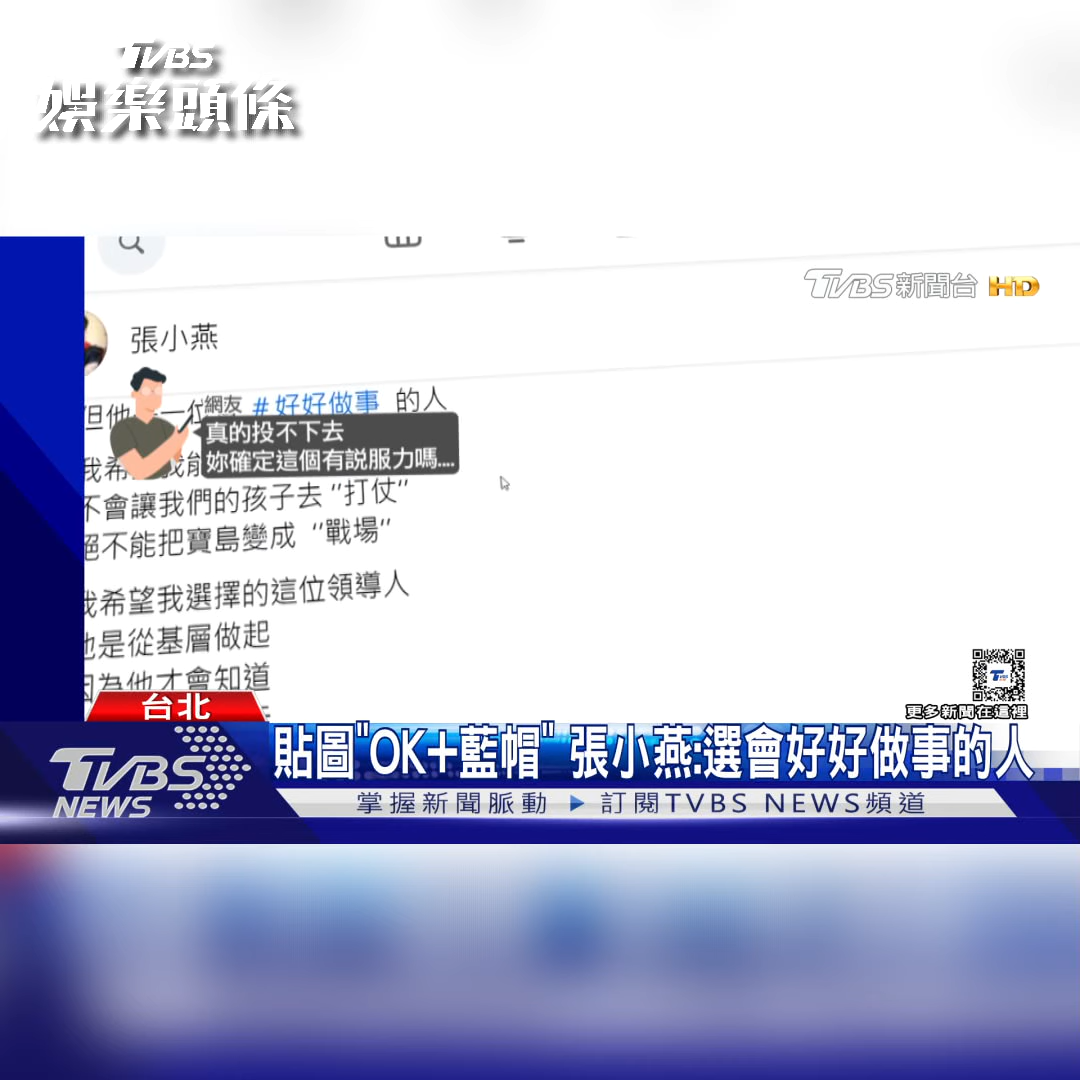 TVBS
娛樂頭條
TVBS新聞台 HD
張小燕
網友
#好好做事 的人
真的投不下去
妳確定這個有説服力嗎....
不會讓我們的孩子去“打仗“
絕不能把寶島變成 “戰場“
我希望我選擇的這位領導人
他是從基層做起
因為他才會知道
更多新聞在這裡
台北
貼圖"OK+藍帽" 張小燕:選會好好做事的人
TVBS NEWS
掌握新聞脈動 ▶ 訂閱TVBS NEWS頻道